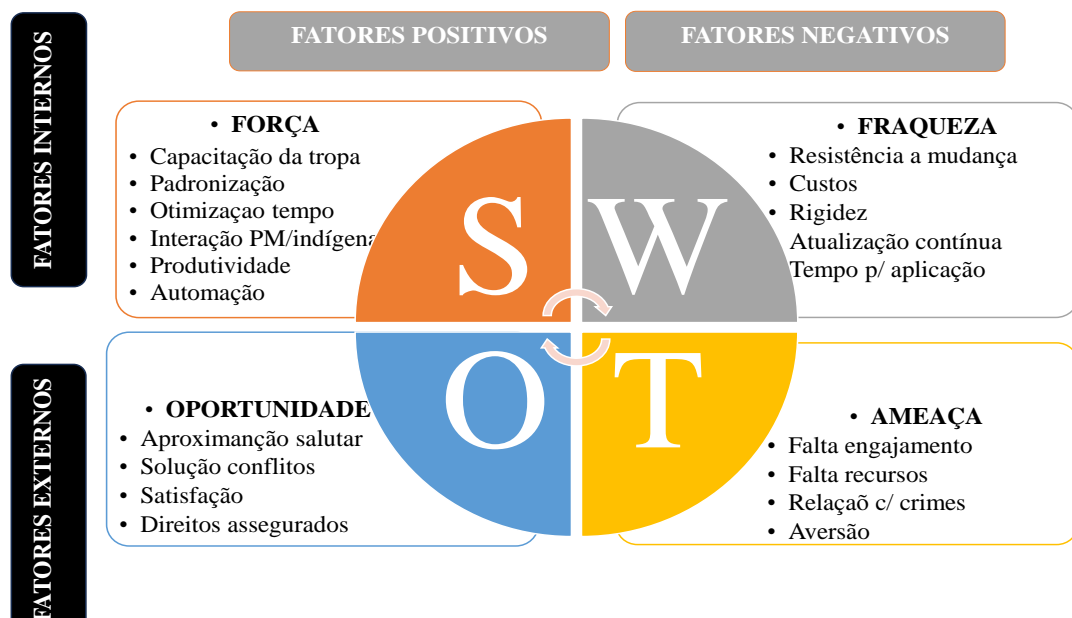 FATORES POSITIVOS
FATORES NEGATIVOS
FATORES INTERNOS
• FORÇA
• Capacitação da tropa
• Padronização
• Otimizaçao tempo
• Interação PM/indígena
• Produtividade
• Automação
S
W
• FRAQUEZA
• Resistência a mudança
• Custos
• Rigidez
Atualização contínua
Tempo p/ aplicação
FATORES EXTERNOS
• OPORTUNIDADE
• Aproximanção salutar
• Solução conflitos
• Satisfação
• Direitos assegurados
O
T
• AMEAÇA
• Falta engajamento
• Falta recursos
• Relaçaõ c/ crimes
• Aversão